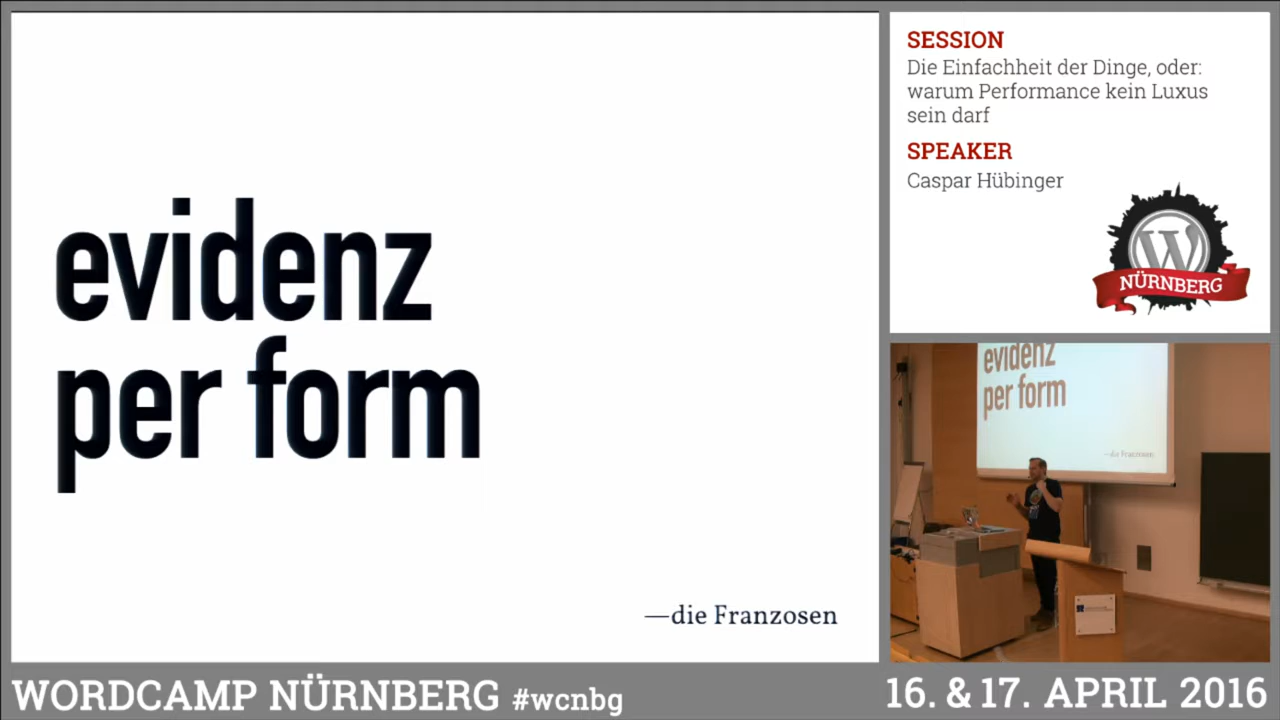 evidenz
per form
—die Franzosen
SESSION
Die Einfachheit der Dinge, oder:
warum Performance kein Luxus
sein darf
SPEAKER
Caspar Hübinger
NÜRNBERG
evidenz
per form
—die Franzosen
WORDCAMP NÜRNBERG #wcnbg
16. & 17. APRIL 2016